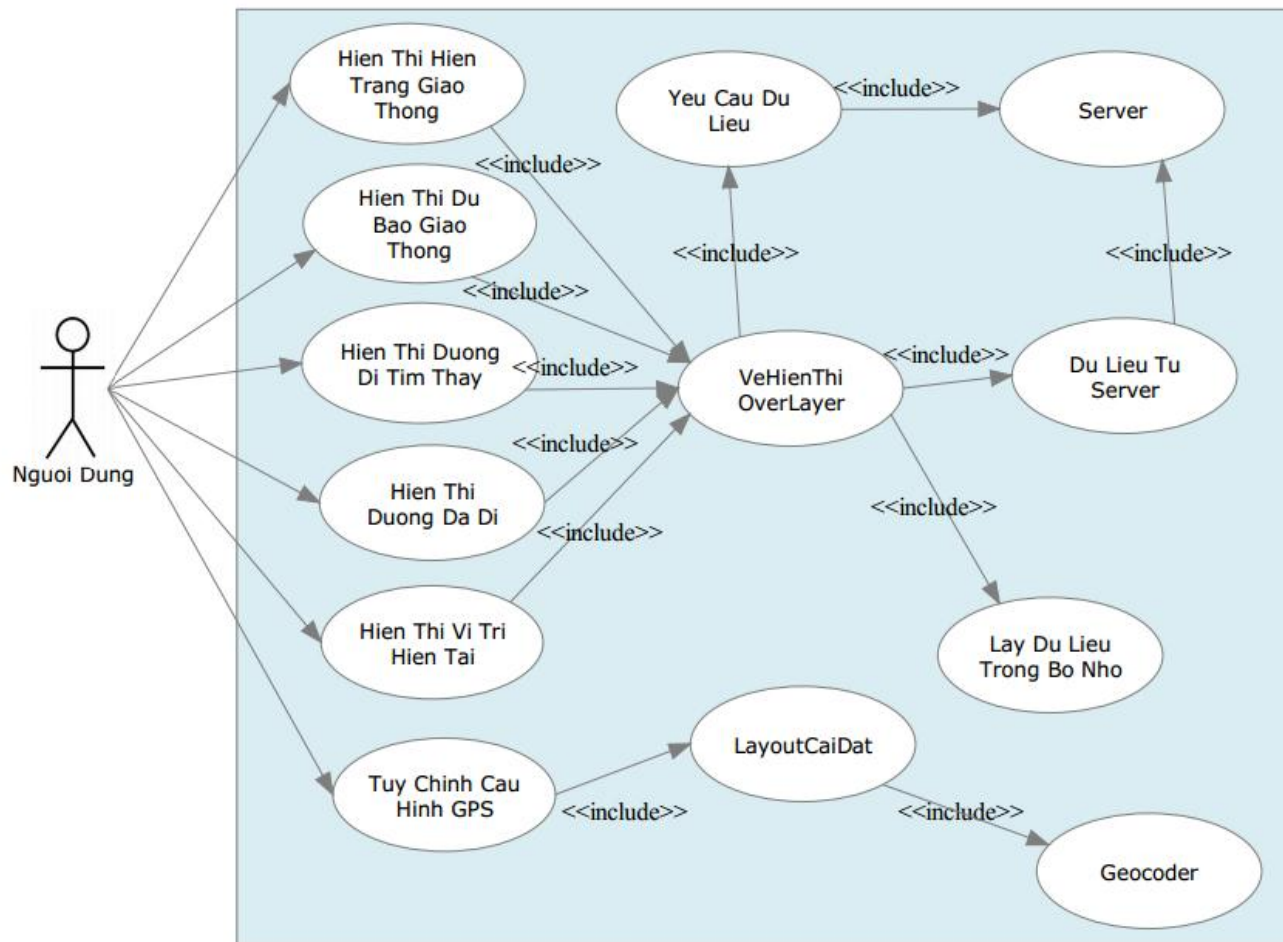 Hien Thi Hien
Trang Giao
Thong
<<include>>
Yeu Cau Du
Lieu
<<include>>
Server
Hien Thi Du
Bao Giao
Thong
<<include>>
<<include>>
<<include>>
Nguoi Dung
Hien Thi Duong
Di Tim Thay
<<include>>
VeHienThi
OverLayer
<<include>>
Du Lieu Tu
Server
Hien Thi
Duong Da Di
<<include>>
<<include>>
<<include>>
Hien Thi Vi Tri
Hien Tai
Lay Du Lieu
Trong Bo Nho
Tuy Chinh Cau
Hinh GPS
<<include>>
LayoutCaiDat
<<include>>
Geocoder